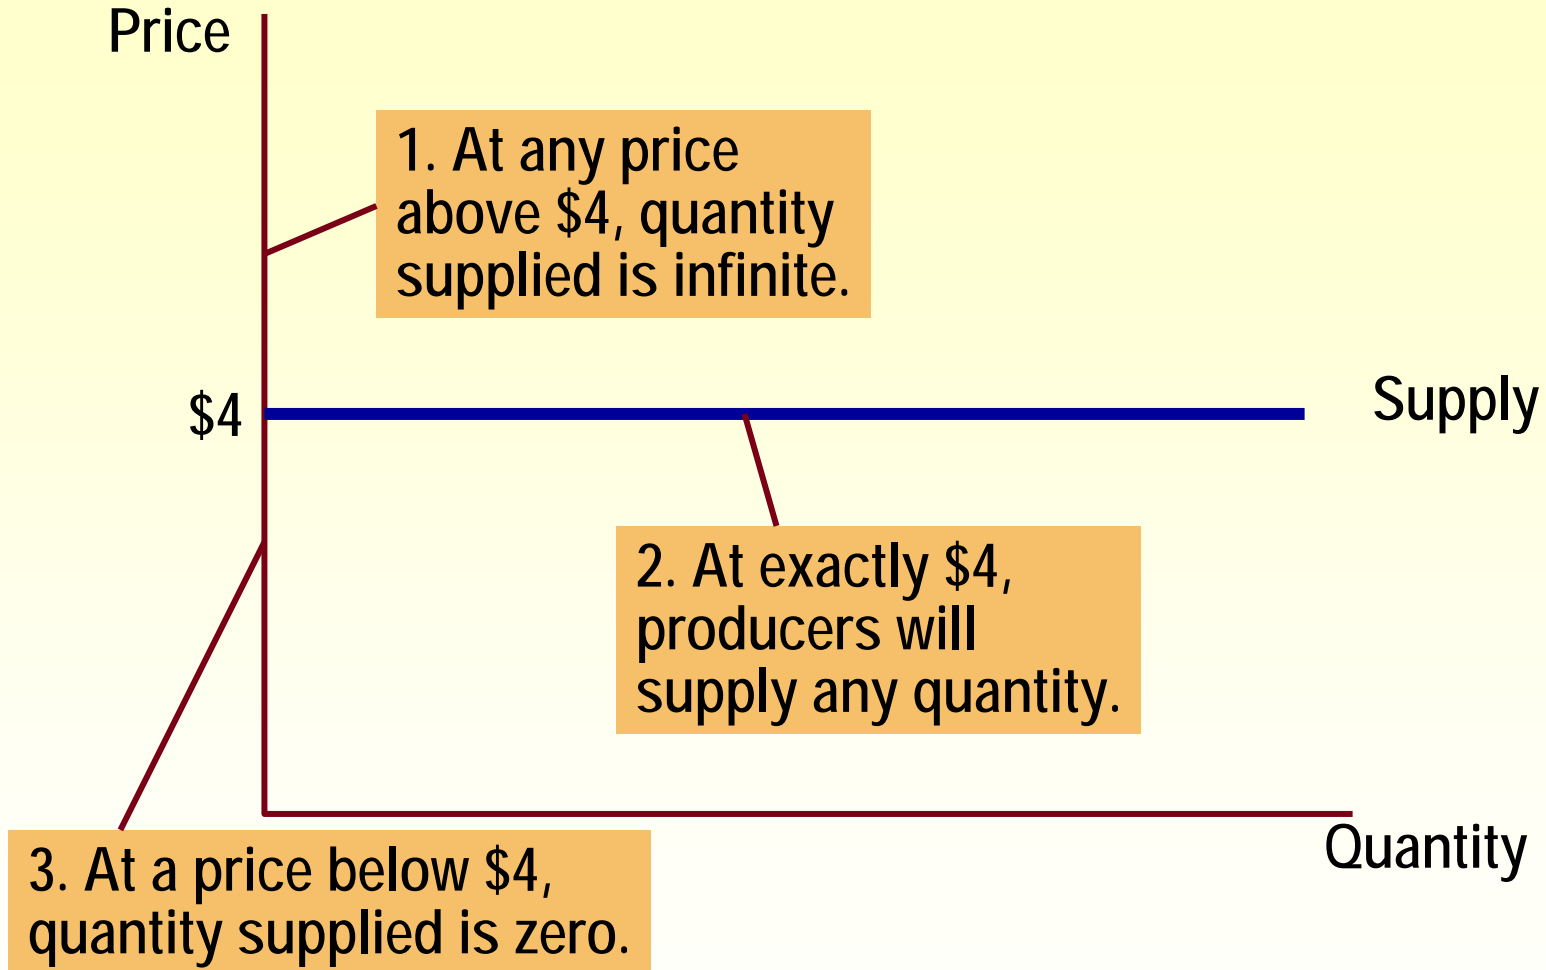 Price
1. At any price
above $4, quantity
supplied is infinite.
$4
Supply
2. At exactly $4,
producers will
supply any quantity.
Quantity
3. At a price below $4,
quantity supplied is zero.